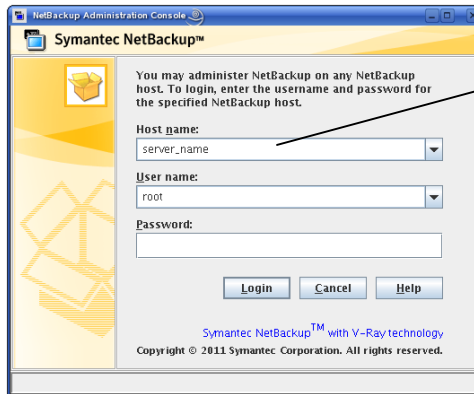 NetBackup Administration Console
Symantec NetBackup™
You may administer NetBackup on any NetBackup
host. To login, enter the username and password for
the specified NetBackup host.
Host name:
server_name
User name:
root
Password:
Login Cancel Help
Symantec NetBackup™ with V-Ray technology
Copyright © 2011 Symantec Corporation. All rights reserved.